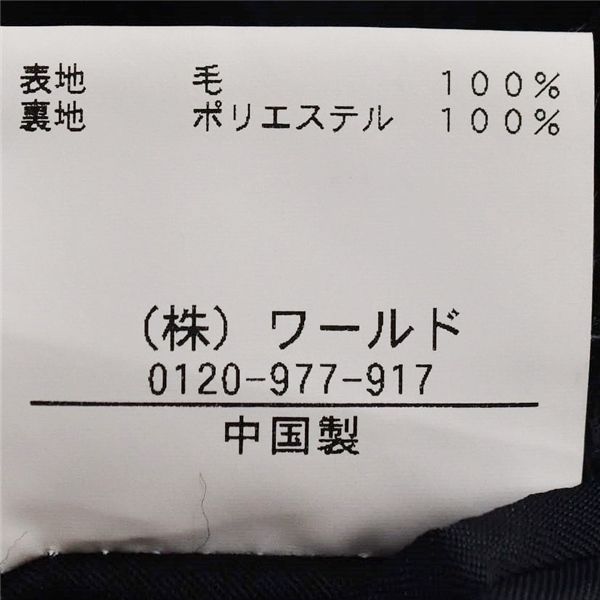 表地 毛 １００％
裏地 ポリエステル １００％
（株）ワールド
0120-977-917
中国製